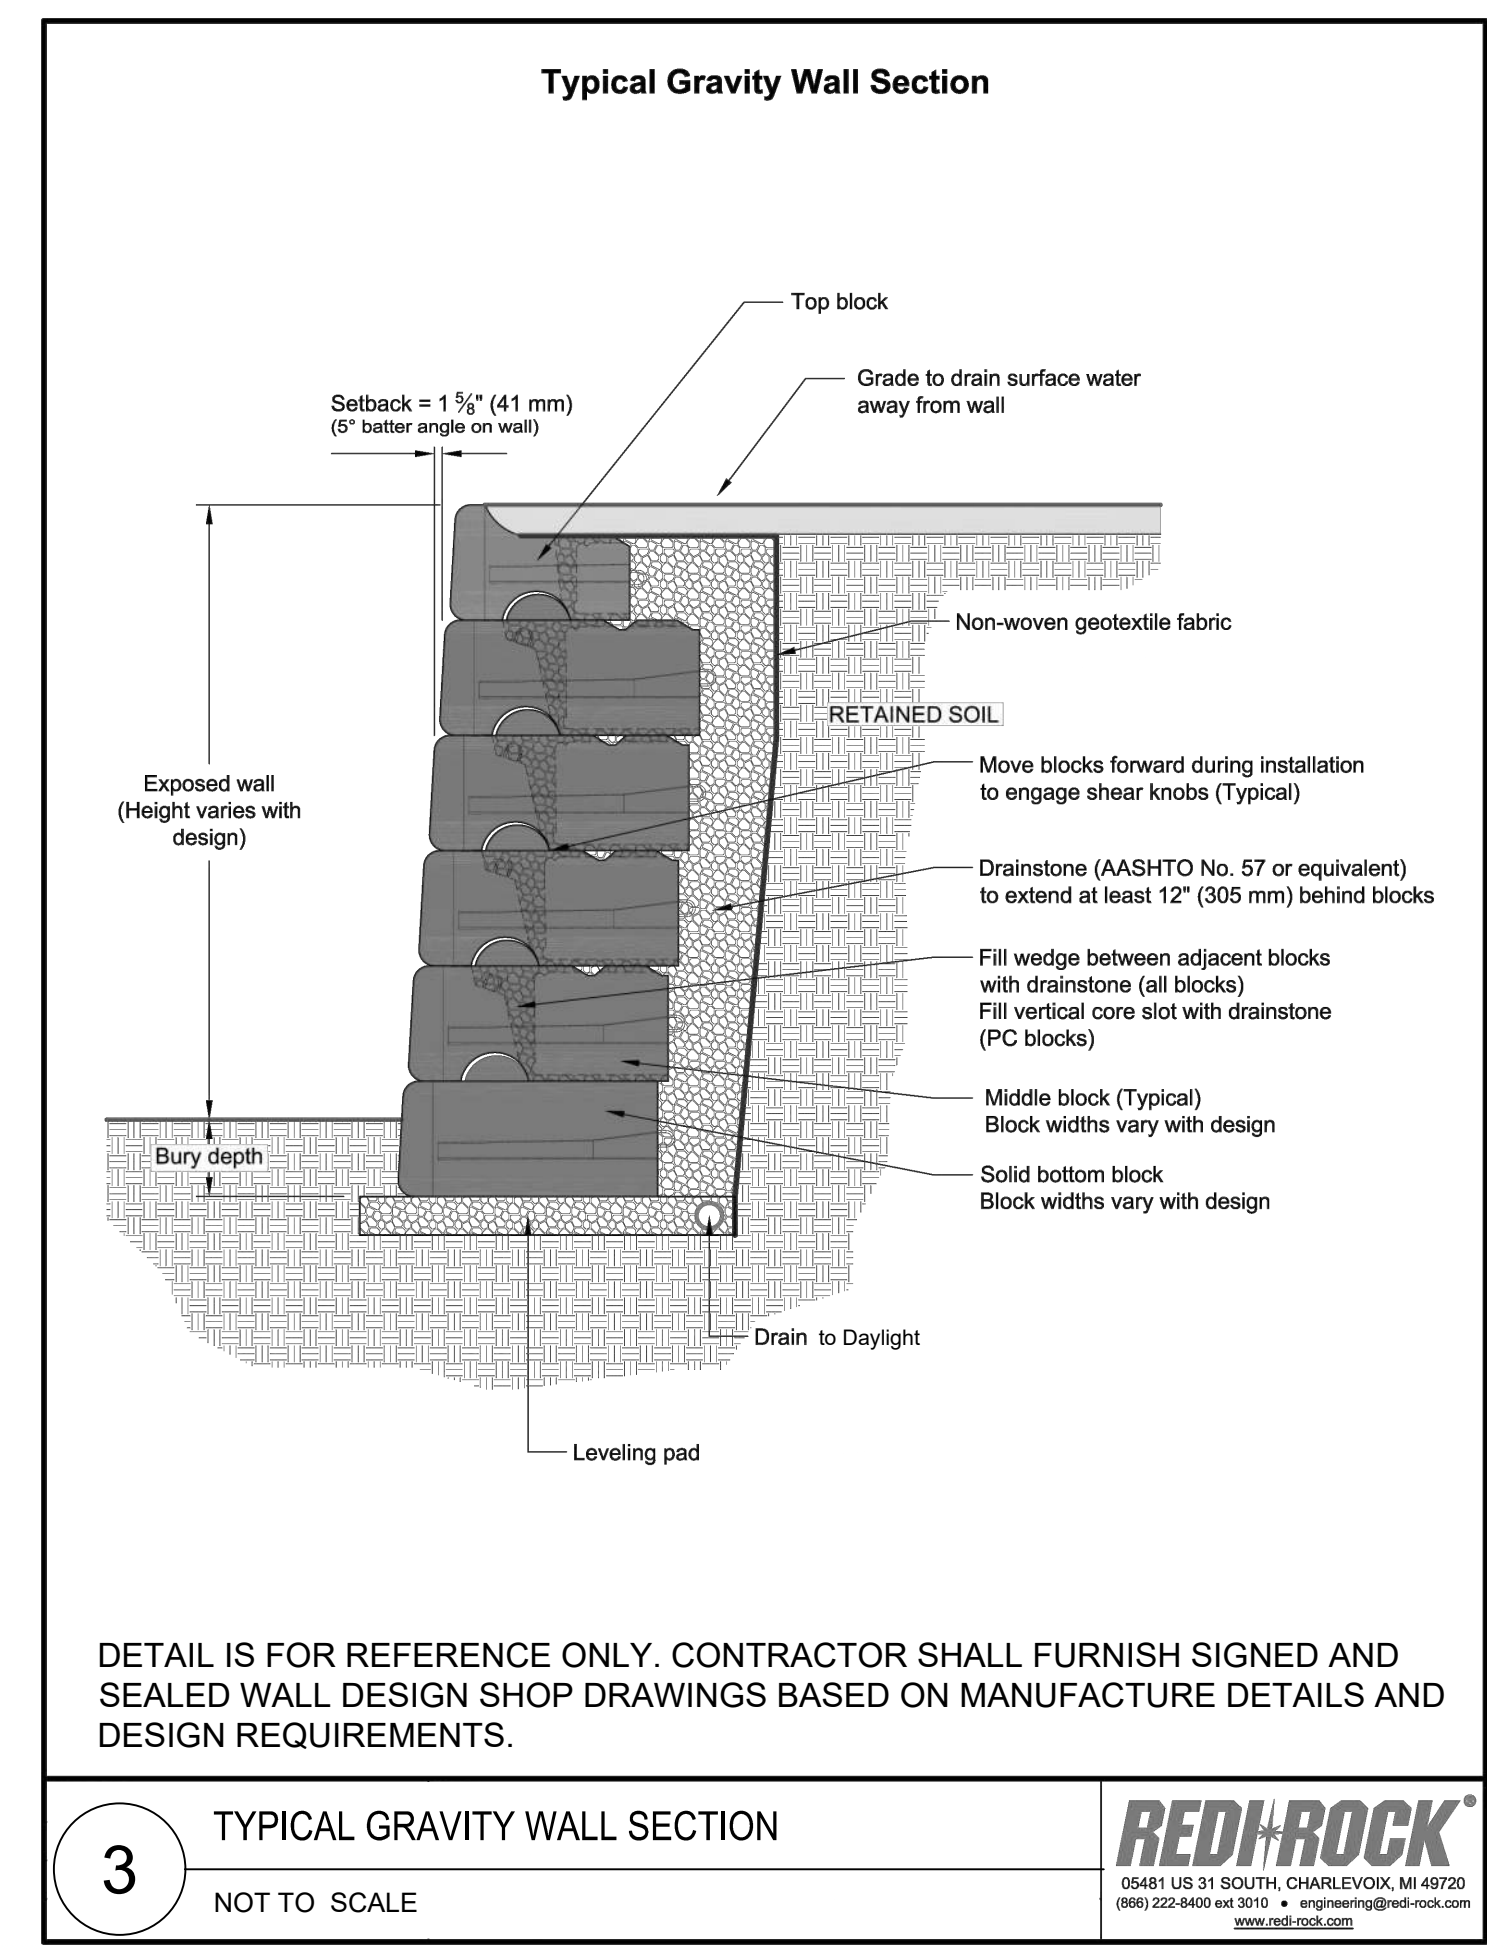 Typical Gravity Wall Section
Top block
Grade to drain surface water
away from wall
Setback = 1 5⁄8" (41 mm)
(5° batter angle on wall)
Non-woven geotextile fabric
RETAINED SOIL
Move blocks forward during installation
to engage shear knobs (Typical)
Exposed wall
(Height varies with
design)
Drainstone (AASHTO No. 57 or equivalent)
to extend at least 12" (305 mm) behind blocks
Fill wedge between adjacent blocks
with drainstone (all blocks)
Fill vertical core slot with drainstone
(PC blocks)
Middle block (Typical)
Block widths vary with design
Bury depth
Solid bottom block
Block widths vary with design
Drain to Daylight
Leveling pad
DETAIL IS FOR REFERENCE ONLY. CONTRACTOR SHALL FURNISH SIGNED AND
SEALED WALL DESIGN SHOP DRAWINGS BASED ON MANUFACTURE DETAILS AND
DESIGN REQUIREMENTS.
3
TYPICAL GRAVITY WALL SECTION
NOT TO SCALE
REDI-ROCK®
05481 US 31 SOUTH, CHARLEVOIX, MI 49720
(866) 222-8400 ext 3010 • engineering@redi-rock.com
www.redi-rock.com